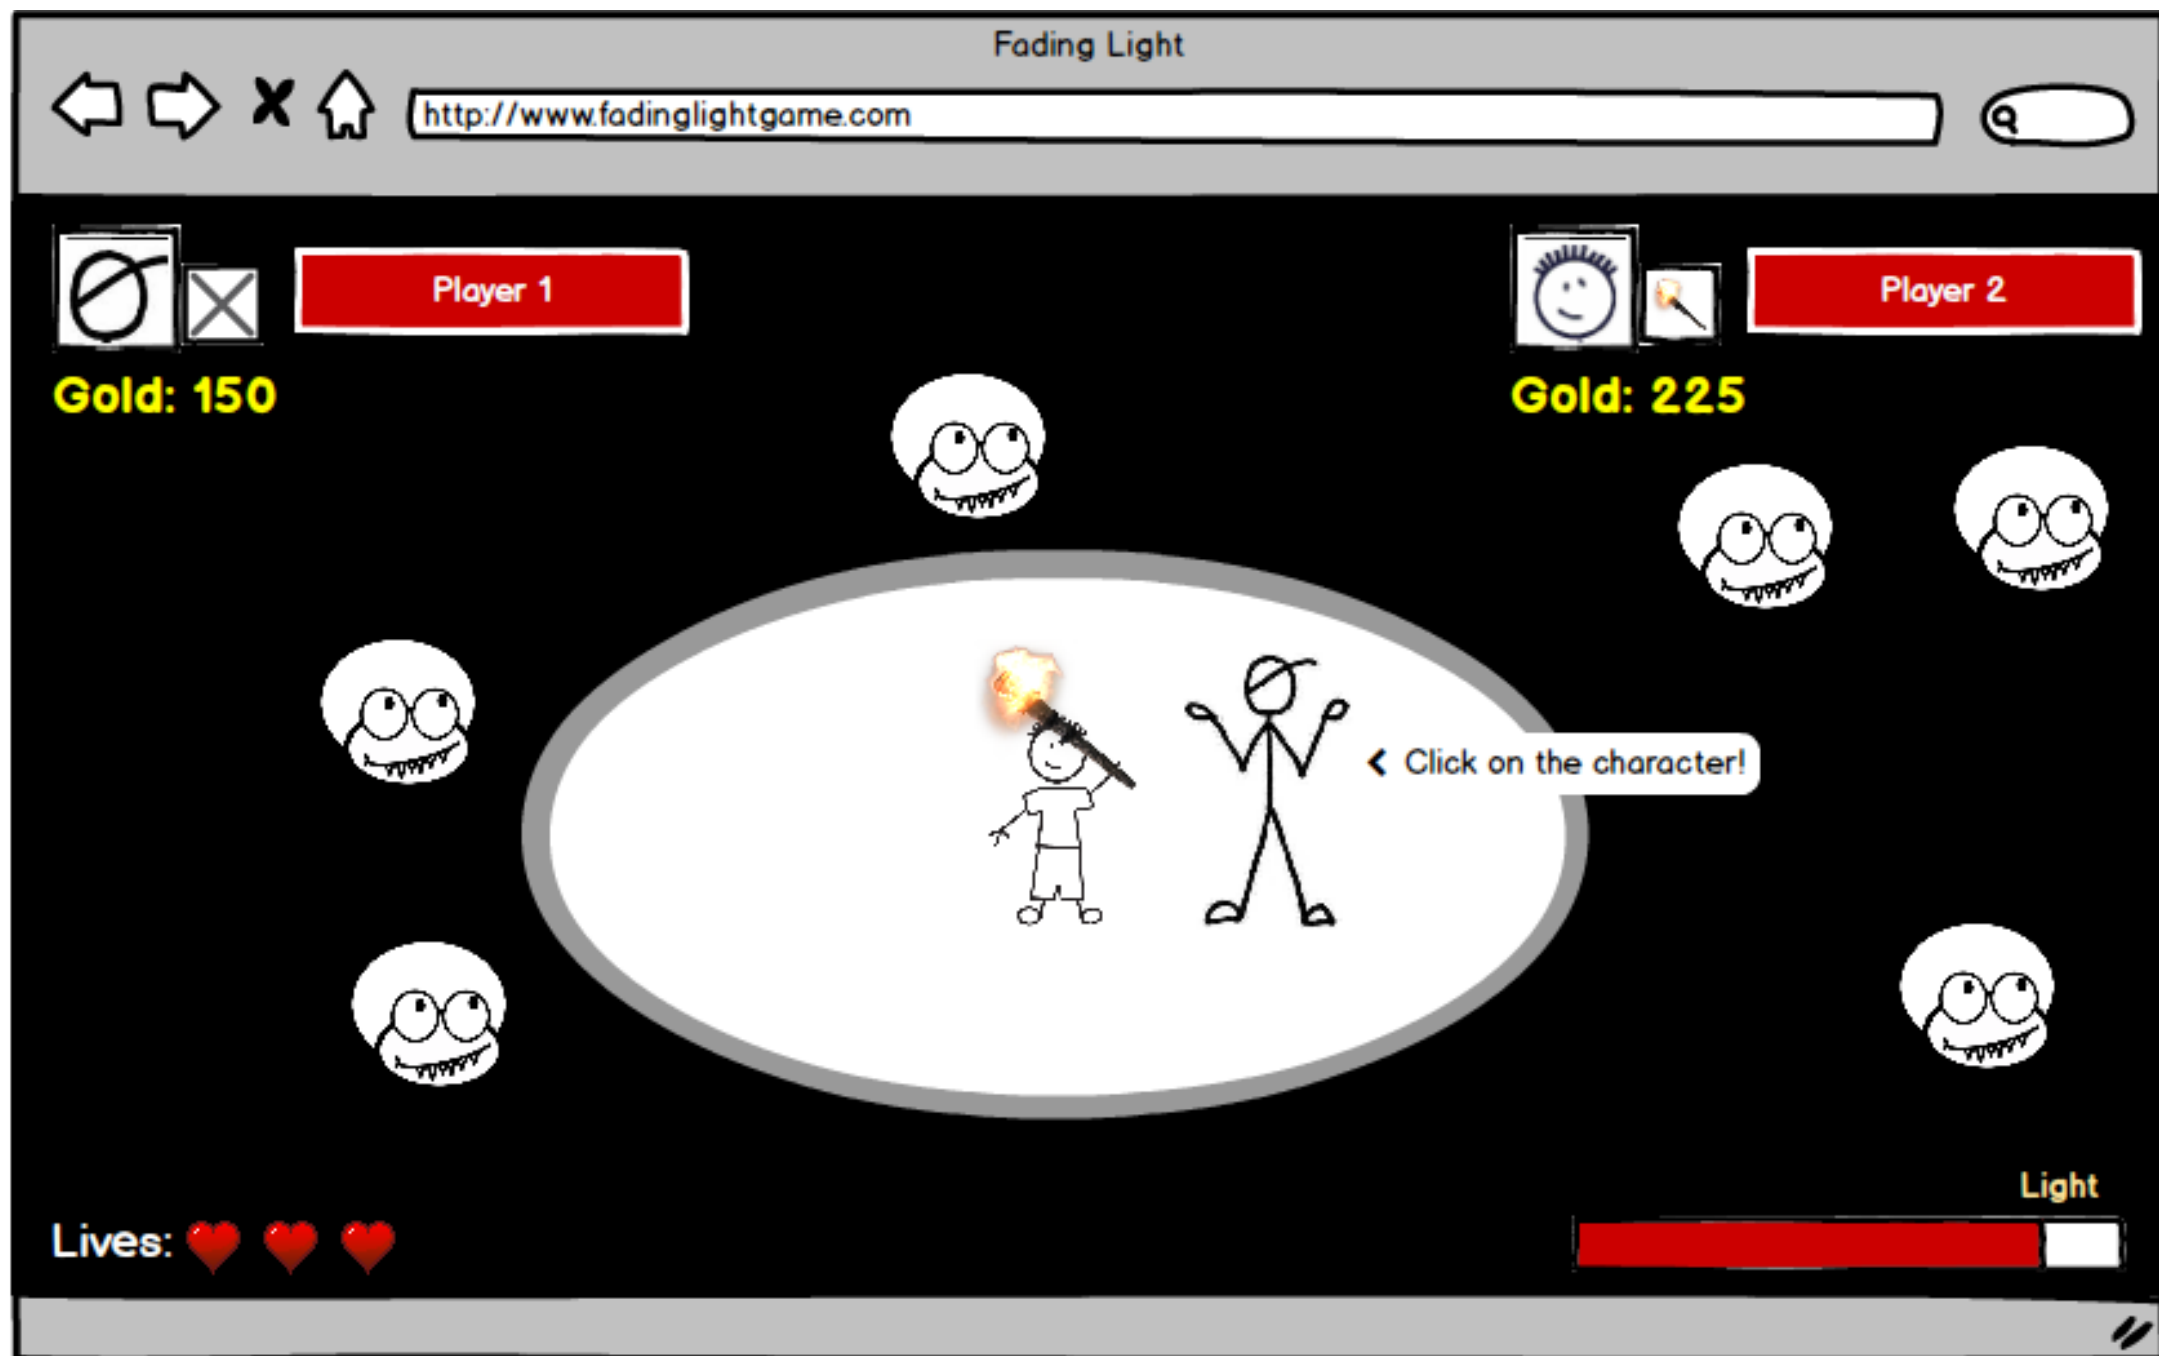 Fading Light
http://www.fadinglightgame.com
Player 1
Player 2
Gold: 150
Gold: 225
< Click on the character!
Light
Lives: